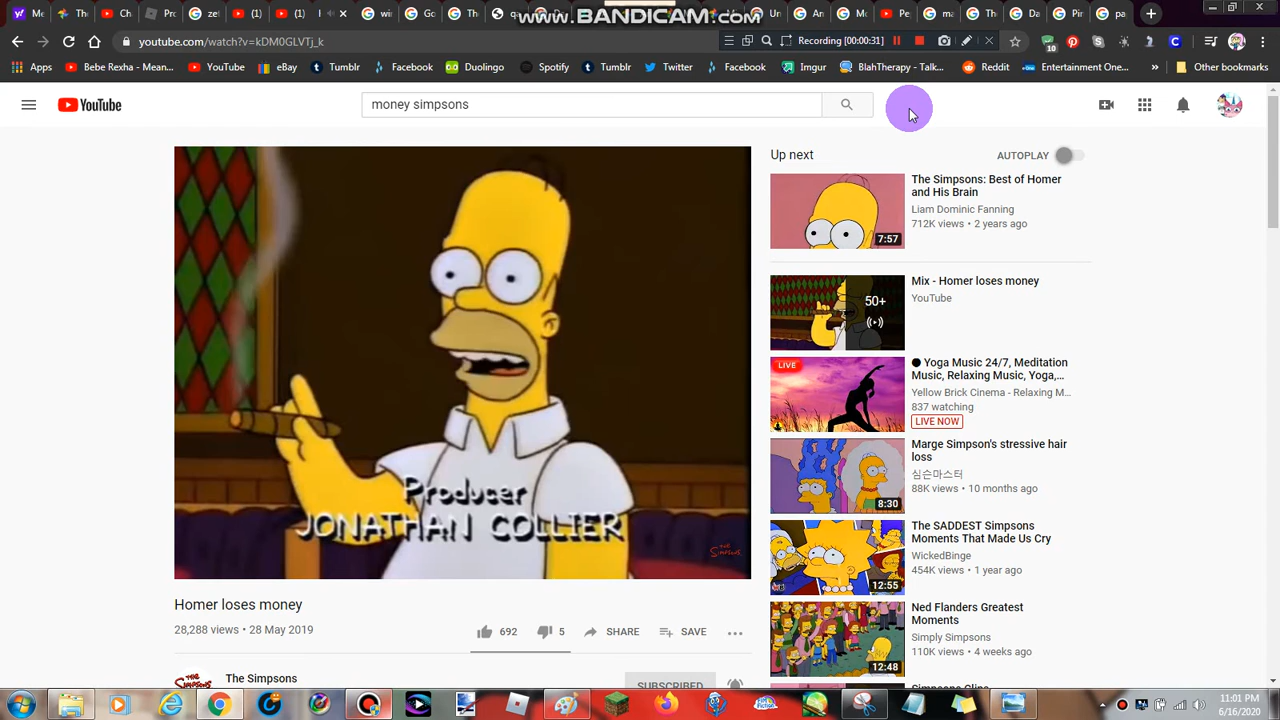 WWW.BANDICAM.COM
youtube.com/watch?v=kDM0GLVTj_k
Recording [00:00:31]
10
Apps
Bebe Rexha - Mean...
YouTube
eBay
Tumblr
Facebook
Duolingo
Spotify
Tumblr
Twitter
Facebook
Imgur
BlahTherapy - Talk...
Reddit
Entertainment One...
»
Other bookmarks
YouTube
money simpsons
Producer
JONATHAN COLLIER
Homer loses money
28,288 views • 28 May 2019
692
5
SHARE
SAVE
The Simpsons
SUBSCRIBED
Up next
AUTOPLAY
7:57
The Simpsons: Best of Homer
and His Brain
Liam Dominic Fanning
712K views • 2 years ago
50+
Mix - Homer loses money
YouTube
LIVE
Yoga Music 24/7, Meditation
Music, Relaxing Music, Yoga,...
Yellow Brick Cinema - Relaxing M...
837 watching
LIVE NOW
8:30
Marge Simpson's stressive hair
loss
심슨마스터
88K views • 10 months ago
12:55
The SADDEST Simpsons
Moments That Made Us Cry
WickedBinge
454K views • 1 year ago
12:48
Ned Flanders Greatest
Moments
Simply Simpsons
110K views • 4 weeks ago
11:01 PM
6/16/2020